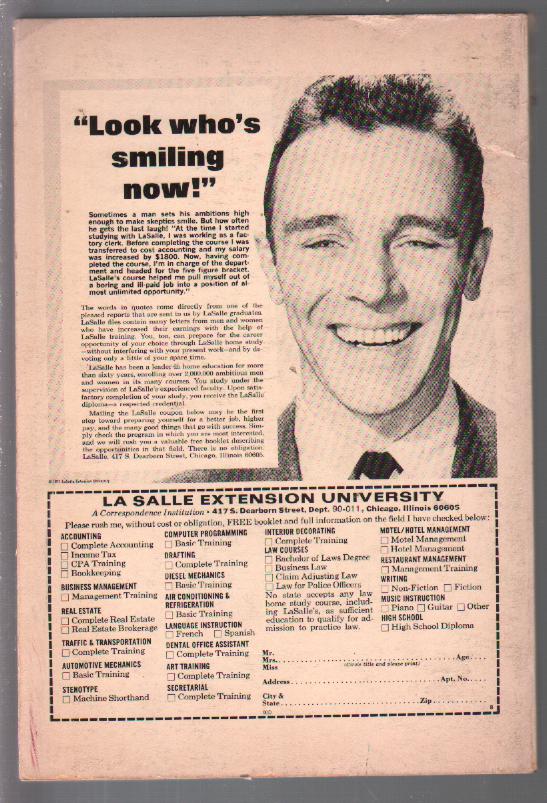 “Look who's
smiling
now!”
Sometimes a man sets his ambitions high
enough to make skeptics smile. But how often
he gets the last laugh! “At the time I started
studying with LaSalle, I was working as a fac-
tory clerk. Before completing the course I was
transferred to cost accounting and my salary
was increased by $1800. Now, having com-
pleted the course, I'm in charge of the depart-
ment and headed for the five figure bracket.
LaSalle's course helped me pull myself out of
a boring and ill-paid job into a position of al-
most unlimited opportunity.”
The words in quotes come directly from one of the
pleased reports that are sent to us by LaSalle graduates.
LaSalle files contain many letters from men and women
who have increased their earnings with the help of
LaSalle training. You, too, can prepare for the career
opportunity of your choice through LaSalle home study
—without interfering with your present work—and by de-
voting only a little of your spare time.
LaSalle has been a leader in home education for more
than sixty years, enrolling over 2,000,000 ambitious men
and women in its many courses. You study under the
supervision of LaSalle's experienced faculty. Upon satis-
factory completion of your study, you receive the LaSalle
diploma—a respected credential.
Mailing the LaSalle coupon below may be the first
step toward preparing yourself for a better job, higher
pay, and the many good things that go with success. Sim-
ply check the program in which you are most interested,
and we will rush you a valuable free booklet describing
the opportunities in that field. There is no obligation.
LaSalle, 417 S. Dearborn Street, Chicago, Illinois 60605.
LaSalle Extension University
LA SALLE EXTENSION UNIVERSITY
A Correspondence Institution • 417 S. Dearborn Street, Dept. 90-011, Chicago, Illinois 60605
Please rush me, without cost or obligation, FREE booklet and full information on the field I have checked below:
ACCOUNTING
Complete Accounting
Income Tax
CPA Training
Bookkeeping
BUSINESS MANAGEMENT
Management Training
REAL ESTATE
Complete Real Estate
Real Estate Brokerage
TRAFFIC & TRANSPORTATION
Complete Training
AUTOMOTIVE MECHANICS
Basic Training
STENOTYPE
Machine Shorthand
COMPUTER PROGRAMMING
Basic Training
DRAFTING
Complete Training
DIESEL MECHANICS
Basic Training
AIR CONDITIONING &
REFRIGERATION
Basic Training
LANGUAGE INSTRUCTION
French Spanish
DENTAL OFFICE ASSISTANT
Complete Training
ART TRAINING
Complete Training
SECRETARIAL
Complete Training
INTERIOR DECORATING
Complete Training
LAW COURSES
Bachelor of Laws Degree
Business Law
Claim Adjusting Law
Law for Police Officers
No state accepts any law
home study course, includ-
ing LaSalle's, as sufficient
education to qualify for ad-
mission to practice law.
MOTEL/HOTEL MANAGEMENT
Motel Management
Hotel Management
RESTAURANT MANAGEMENT
Management Training
WRITING
Non-Fiction Fiction
MUSIC INSTRUCTION
Piano Guitar Other
HIGH SCHOOL
High School Diploma
Mr.
Mrs. Age
Miss (circle title and please print)
Address Apt. No.
City &
State Zip